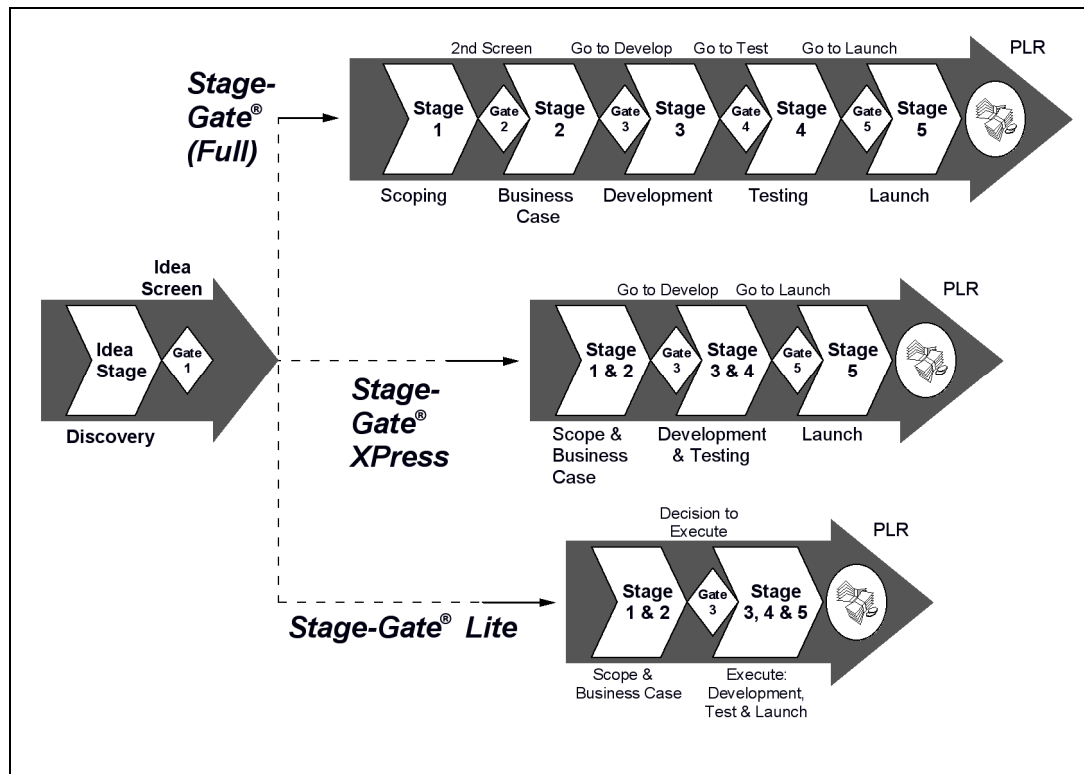 Stage-
Gate®
(Full)
2nd Screen
Go to Develop
Go to Test
Go to Launch
PLR
Stage
1
Gate
2
Stage
2
Gate
3
Stage
3
Gate
4
Stage
4
Gate
5
Stage
5
Scoping
Business
Case
Development
Testing
Launch
Idea
Screen
Idea
Stage
Gate
1
Discovery
Stage-
Gate®
XPress
Go to Develop
Go to Launch
PLR
Stage
1 & 2
Gate
3
Stage
3 & 4
Gate
5
Stage
5
Scope &
Business
Case
Development
& Testing
Launch
Stage-Gate® Lite
Decision to
Execute
PLR
Stage
1 & 2
Gate
3
Stage
3, 4 & 5
Scope &
Business Case
Execute:
Development,
Test & Launch